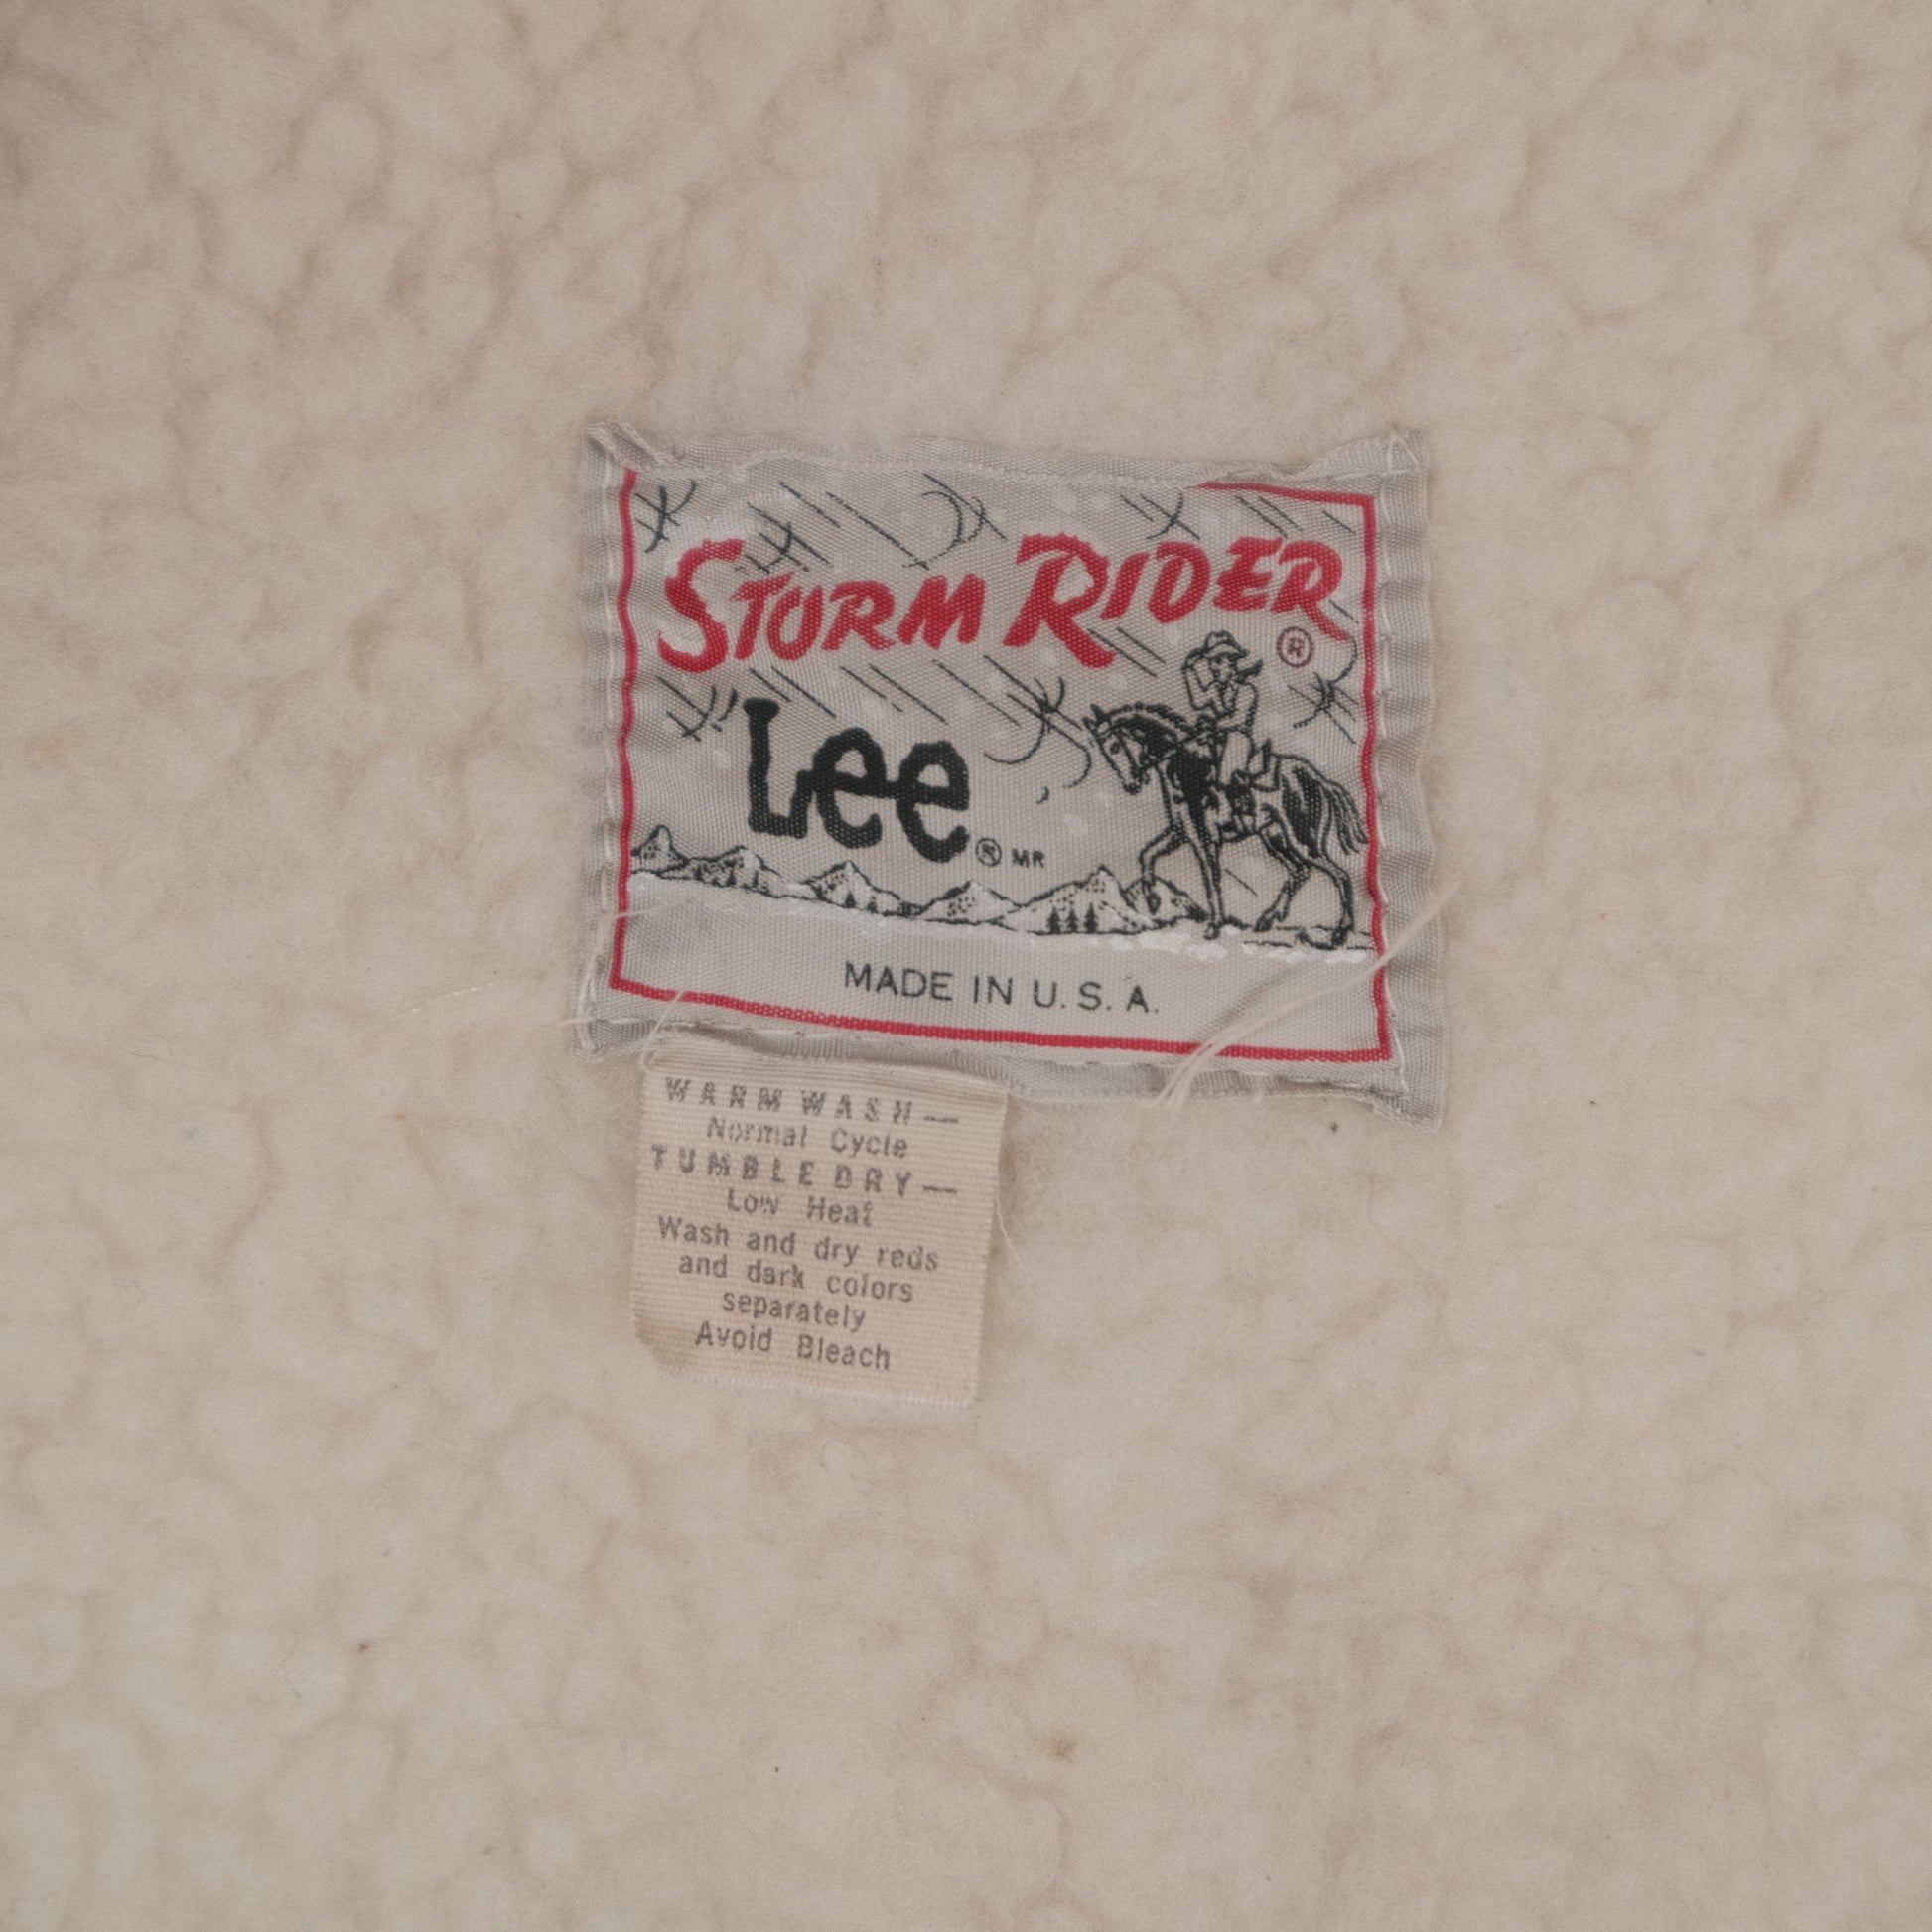 STORM RIDER
®
Lee ® MR
MADE IN U.S.A.
WARM WASH—
Normal Cycle
TUMBLE DRY—
Low Heat
Wash and dry reds
and dark colors
separately
Avoid Bleach